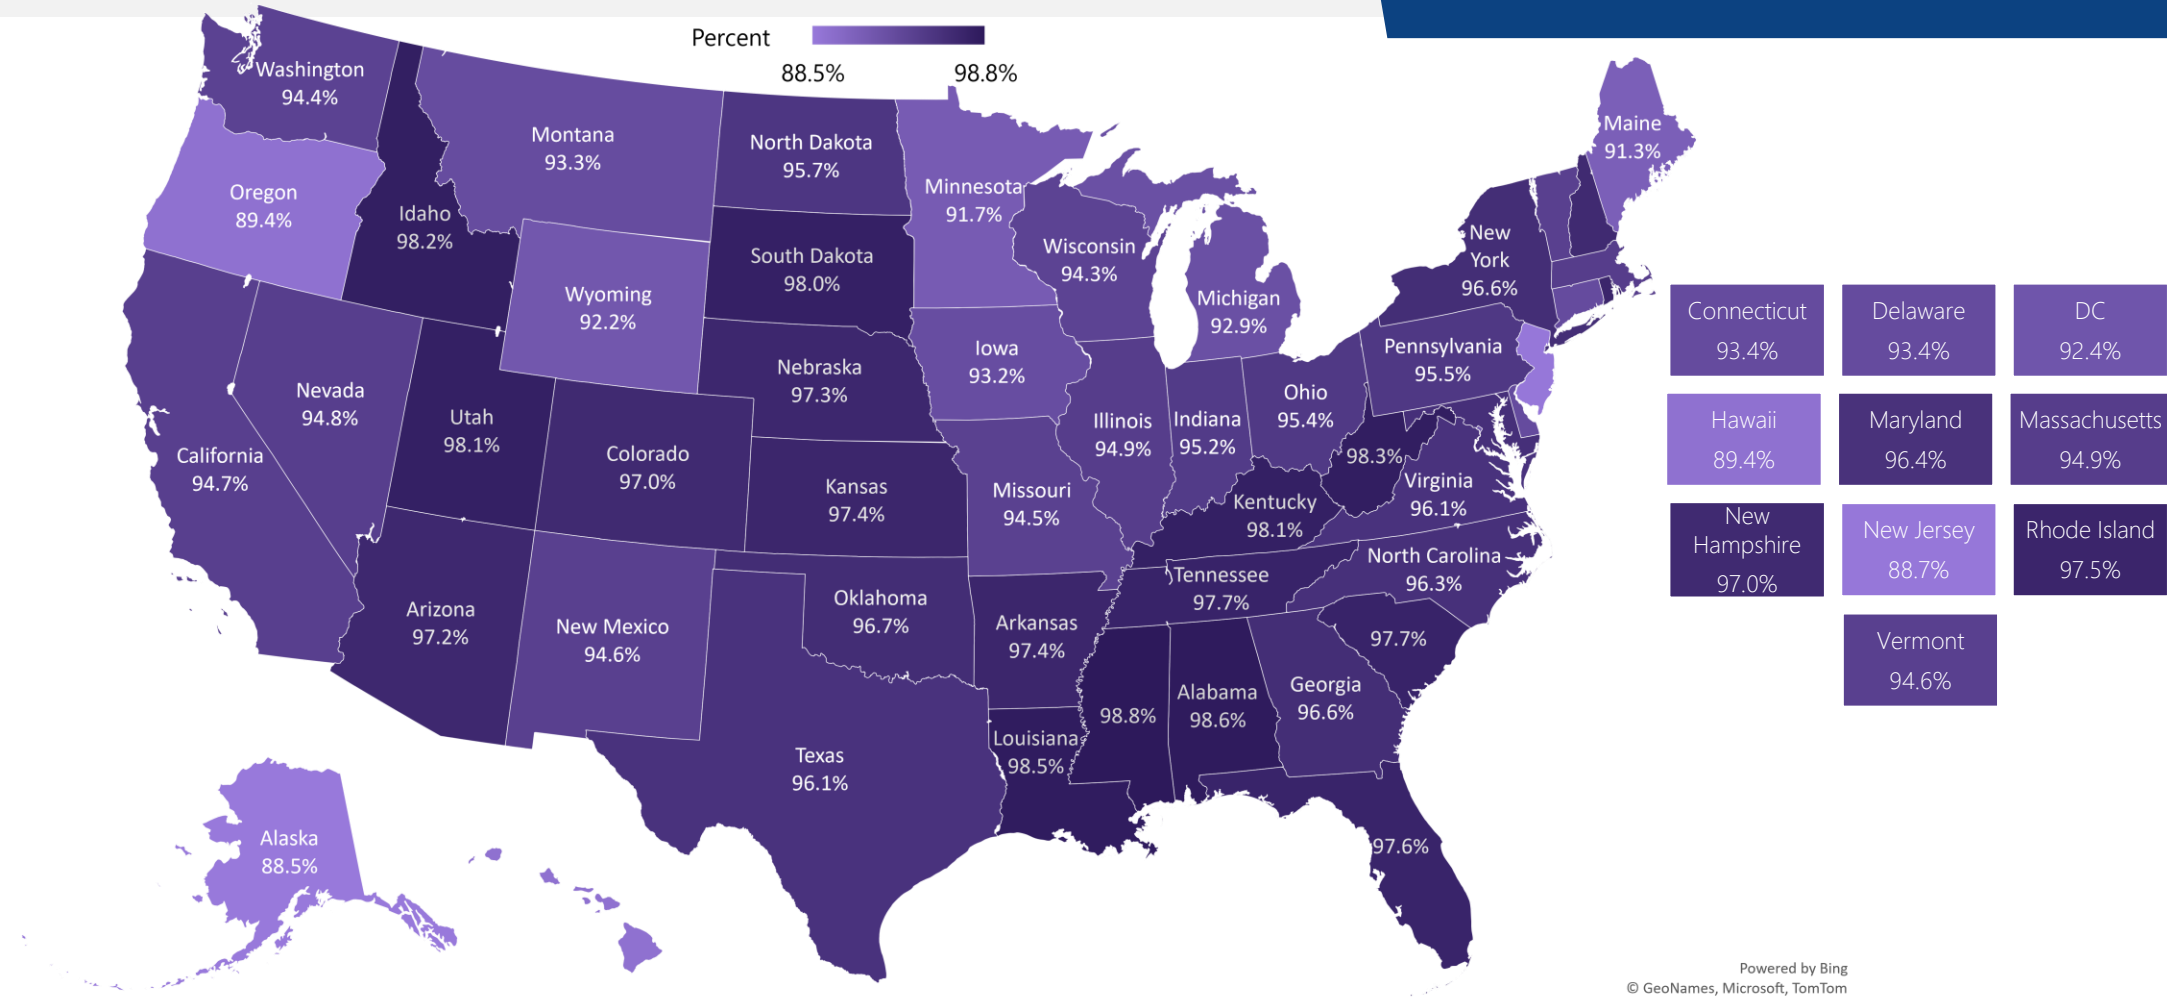 Percent
88.5%
98.8%
Washington
94.4%
Montana
93.3%
North Dakota
95.7%
Minnesota
91.7%
Maine
91.3%
Oregon
89.4%
Idaho
98.2%
South Dakota
98.0%
Wisconsin
94.3%
New
York
96.6%
Wyoming
92.2%
Michigan
92.9%
Nebraska
97.3%
Iowa
93.2%
Pennsylvania
95.5%
Nevada
94.8%
Utah
98.1%
Colorado
97.0%
Illinois
94.9%
Indiana
95.2%
Ohio
95.4%
California
94.7%
Kansas
97.4%
Missouri
94.5%
98.3%
Kentucky
98.1%
Virginia
96.1%
Arizona
97.2%
New Mexico
94.6%
Oklahoma
96.7%
Arkansas
97.4%
Tennessee
97.7%
North Carolina
96.3%
97.7%
Texas
96.1%
Louisiana
98.5%
98.8%
Alabama
98.6%
Georgia
96.6%
97.6%
Alaska
88.5%
Connecticut
93.4%
Delaware
93.4%
DC
92.4%
Hawaii
89.4%
Maryland
96.4%
Massachusetts
94.9%
New
Hampshire
97.0%
New Jersey
88.7%
Rhode Island
97.5%
Vermont
94.6%
Powered by Bing
© GeoNames, Microsoft, TomTom